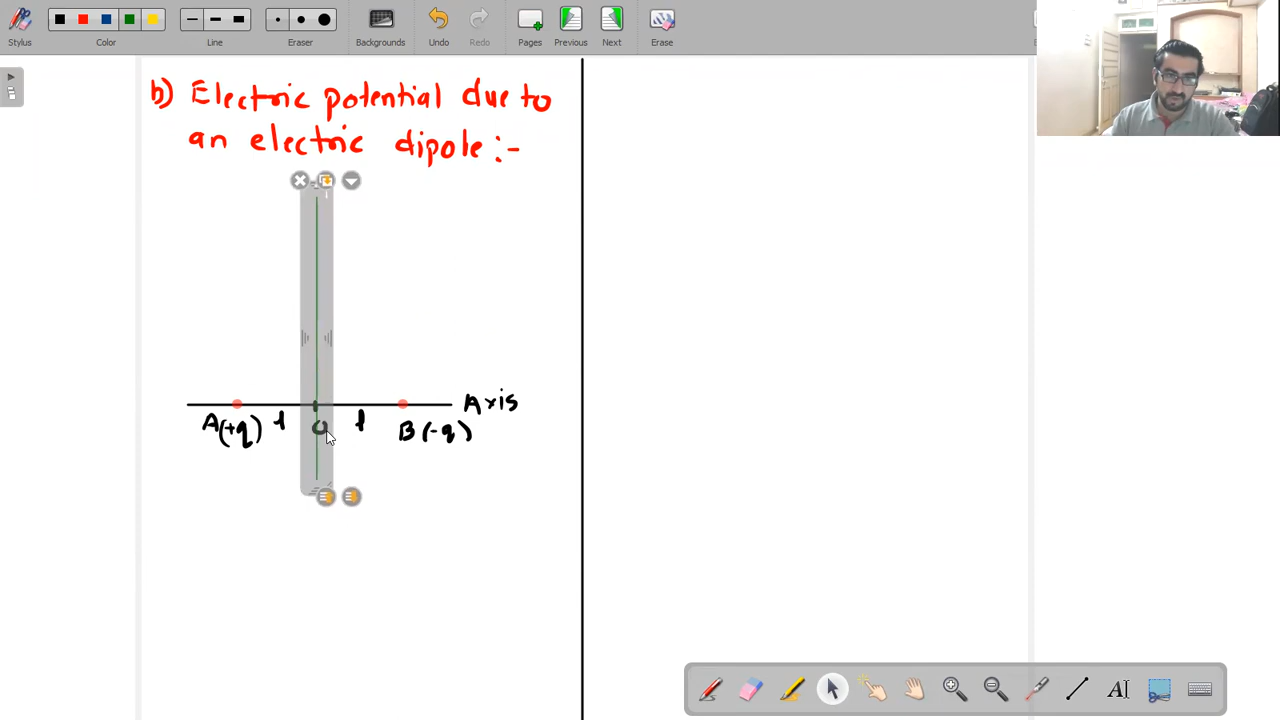 Stylus
Color
Line
Eraser
Backgrounds
Undo
Redo
Pages
Previous
Next
Erase
b) Electric potential due to
an electric dipole :-
Axis
A(+q) l O l B(-q)
AI